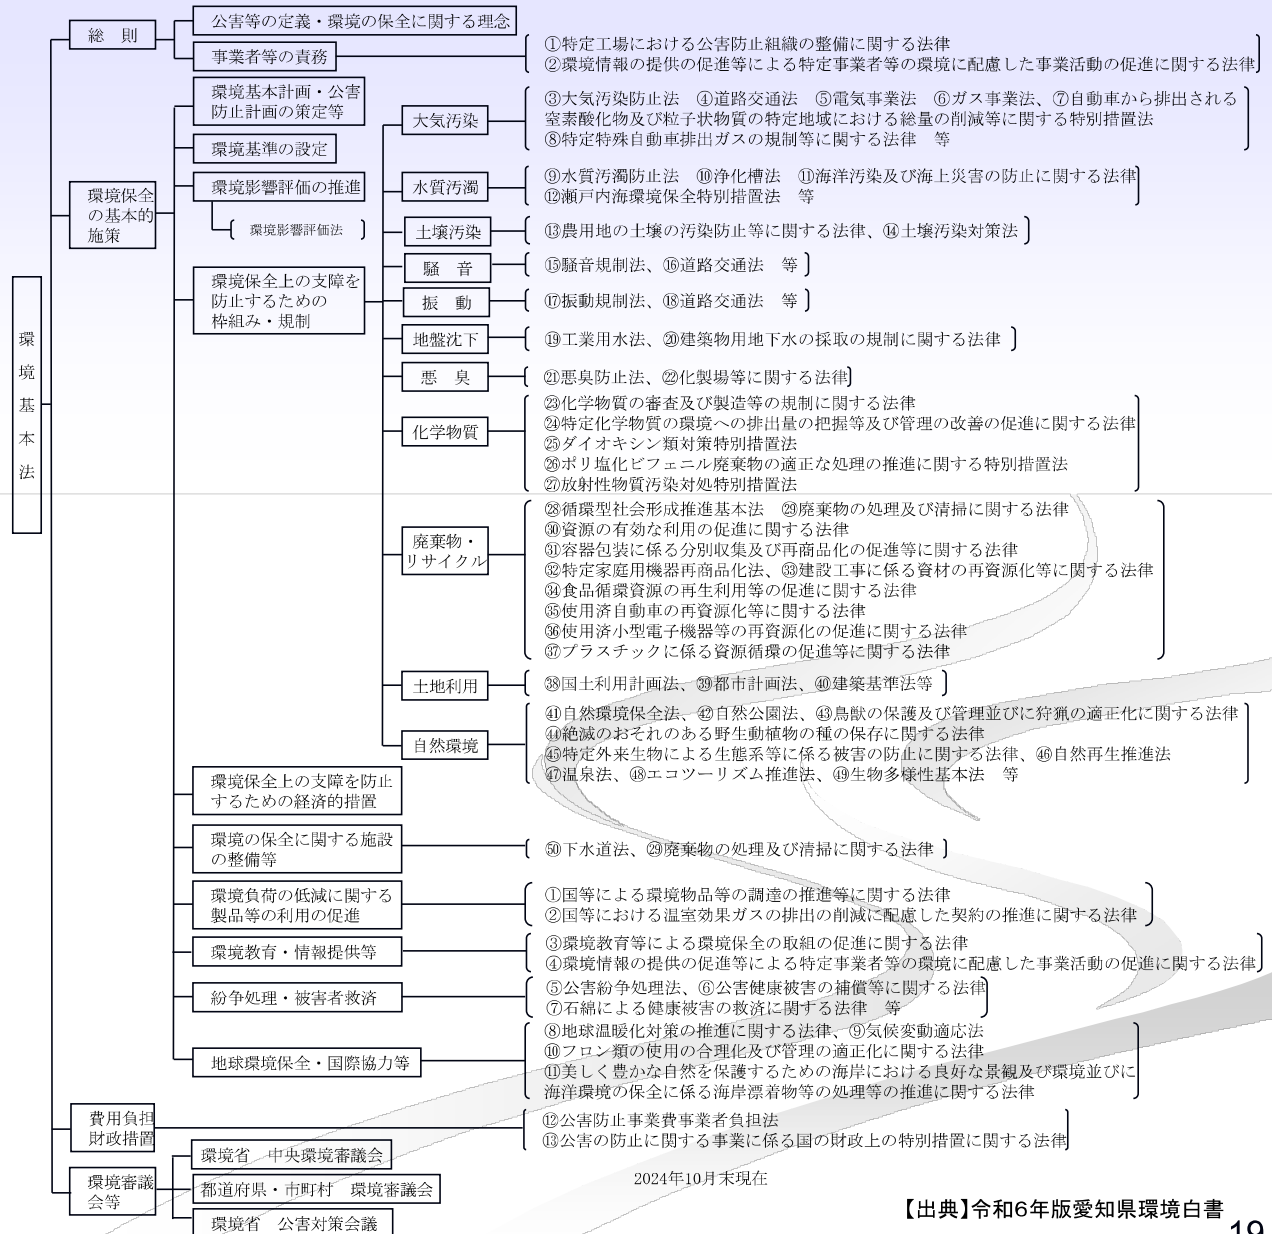 環境基本法
総　則
公害等の定義・環境の保全に関する理念
事業者等の責務
①特定工場における公害防止組織の整備に関する法律
②環境情報の提供の促進等による特定事業者等の環境に配慮した事業活動の促進に関する法律
環境保全
の基本的
施策
環境基本計画・公害
防止計画の策定等
環境基準の設定
環境影響評価の推進
環境影響評価法
環境保全上の支障を
防止するための
枠組み・規制
大気汚染
③大気汚染防止法　④道路交通法　⑤電気事業法　⑥ガス事業法、⑦自動車から排出される
窒素酸化物及び粒子状物質の特定地域における総量の削減等に関する特別措置法
⑧特定特殊自動車排出ガスの規制等に関する法律　等
水質汚濁
⑨水質汚濁防止法　⑩浄化槽法　⑪海洋汚染及び海上災害の防止に関する法律
⑫瀬戸内海環境保全特別措置法　等
土壌汚染
⑬農用地の土壌の汚染防止等に関する法律、⑭土壌汚染対策法
騒　音
⑮騒音規制法、⑯道路交通法　等
振　動
⑰振動規制法、⑱道路交通法　等
地盤沈下
⑲工業用水法、⑳建築物用地下水の採取の規制に関する法律
悪　臭
㉑悪臭防止法、㉒化製場等に関する法律
化学物質
㉓化学物質の審査及び製造等の規制に関する法律
㉔特定化学物質の環境への排出量の把握等及び管理の改善の促進に関する法律
㉕ダイオキシン類対策特別措置法
㉖ポリ塩化ビフェニル廃棄物の適正な処理の推進に関する特別措置法
㉗放射性物質汚染対処特別措置法
廃棄物・
リサイクル
㉘循環型社会形成推進基本法　㉙廃棄物の処理及び清掃に関する法律
㉚資源の有効な利用の促進に関する法律
㉛容器包装に係る分別収集及び再商品化の促進等に関する法律
㉜特定家庭用機器再商品化法、㉝建設工事に係る資材の再資源化等に関する法律
㉞食品循環資源の再生利用等の促進に関する法律
㉟使用済自動車の再資源化等に関する法律
㊱使用済小型電子機器等の再資源化の促進に関する法律
㊲プラスチックに係る資源循環の促進等に関する法律
土地利用
㊳国土利用計画法、㊴都市計画法、㊵建築基準法等
自然環境
㊶自然環境保全法、㊷自然公園法、㊸鳥獣の保護及び管理並びに狩猟の適正化に関する法律
㊹絶滅のおそれのある野生動植物の種の保存に関する法律
㊺特定外来生物による生態系等に係る被害の防止に関する法律、㊻自然再生推進法
㊼温泉法、㊽エコツーリズム推進法、㊾生物多様性基本法　等
環境保全上の支障を防止
するための経済的措置
環境の保全に関する施設
の整備等
㊿下水道法、㉙廃棄物の処理及び清掃に関する法律
環境負荷の低減に関する
製品等の利用の促進
①国等による環境物品等の調達の推進等に関する法律
②国等における温室効果ガスの排出の削減に配慮した契約の推進に関する法律
環境教育・情報提供等
③環境教育等による環境保全の取組の促進に関する法律
④環境情報の提供の促進等による特定事業者等の環境に配慮した事業活動の促進に関する法律
紛争処理・被害者救済
⑤公害紛争処理法、⑥公害健康被害の補償等に関する法律
⑦石綿による健康被害の救済に関する法律　等
地球環境保全・国際協力等
⑧地球温暖化対策の推進に関する法律、⑨気候変動適応法
⑩フロン類の使用の合理化及び管理の適正化に関する法律
⑪美しく豊かな自然を保護するための海岸における良好な景観及び環境並びに
海洋環境の保全に係る海岸漂着物等の処理等の推進に関する法律
費用負担
財政措置
⑫公害防止事業費事業者負担法
⑬公害の防止に関する事業に係る国の財政上の特別措置に関する法律
環境審議
会等
環境省　中央環境審議会
都道府県・市町村　環境審議会
環境省　公害対策会議
2024年10月末現在
【出典】令和6年版愛知県環境白書
19